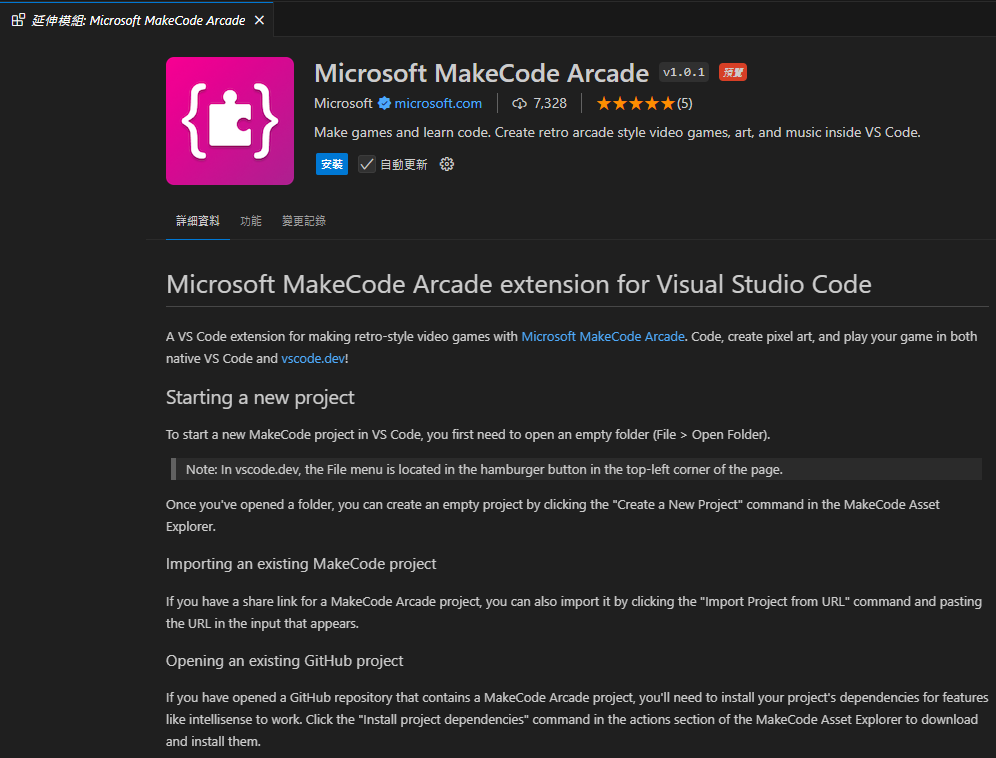 延伸模組: Microsoft MakeCode Arcade
Microsoft MakeCode Arcade v1.0.1 預覽
Microsoft microsoft.com 7,328 (5)
Make games and learn code. Create retro arcade style video games, art, and music inside VS Code.
安裝 自動更新
詳細資料 功能 變更記錄
Microsoft MakeCode Arcade extension for Visual Studio Code
A VS Code extension for making retro-style video games with Microsoft MakeCode Arcade. Code, create pixel art, and play your game in both
native VS Code and vscode.dev!
Starting a new project
To start a new MakeCode project in VS Code, you first need to open an empty folder (File > Open Folder).
Note: In vscode.dev, the File menu is located in the hamburger button in the top-left corner of the page.
Once you've opened a folder, you can create an empty project by clicking the "Create a New Project" command in the MakeCode Asset
Explorer.
Importing an existing MakeCode project
If you have a share link for a MakeCode Arcade project, you can also import it by clicking the "Import Project from URL" command and pasting
the URL in the input that appears.
Opening an existing GitHub project
If you have opened a GitHub repository that contains a MakeCode Arcade project, you'll need to install your project's dependencies for features
like intellisense to work. Click the "Install project dependencies" command in the actions section of the MakeCode Asset Explorer to download
and install them.